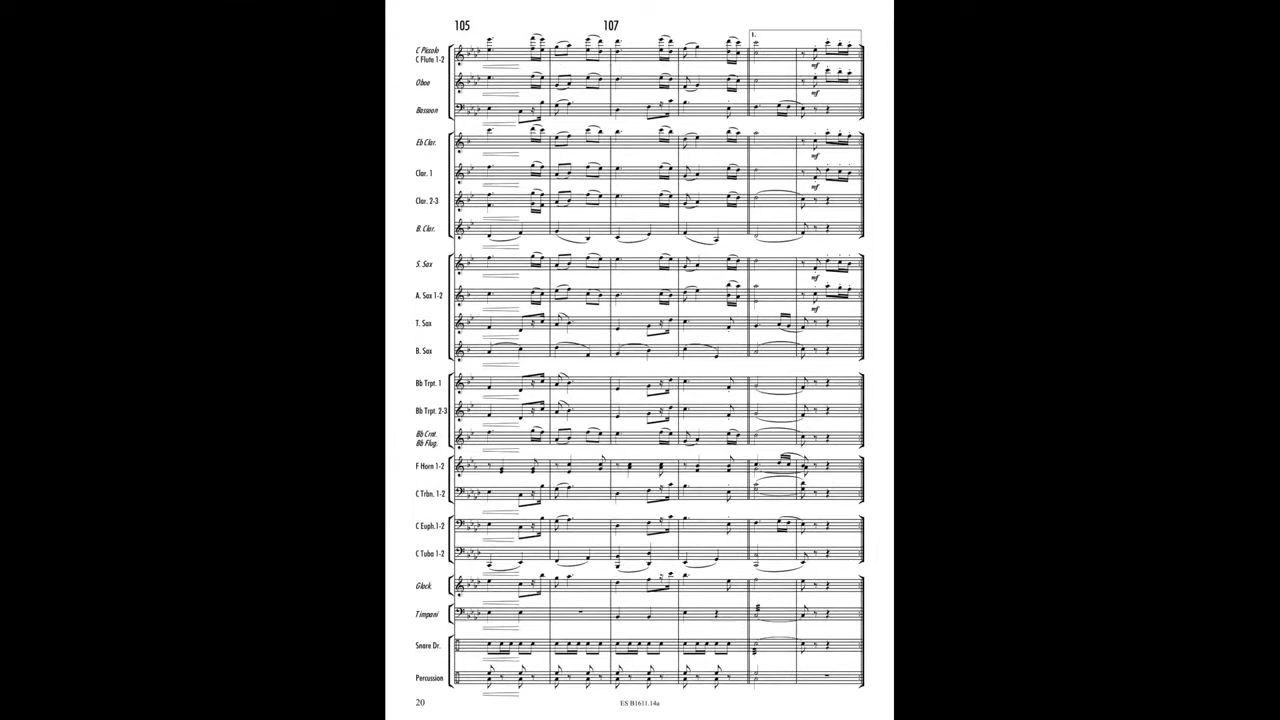 105 107
1.
C Piccolo
C Flute 1-2
mf
Oboe
mf
Bassoon
Eb Clar.
mf
Clar. 1
mf
Clar. 2-3
B. Clar.
S. Sax
mf
A. Sax 1-2
mf
T. Sax
B. Sax
Bb Trpt. 1
Bb Trpt. 2-3
Bb Crnt.
Bb Flug.
F Horn 1-2
C Trbn. 1-2
C Euph.1-2
C Tuba 1-2
Glock.
Timpani
Snare Dr.
Percussion
20 ES B1611.14a